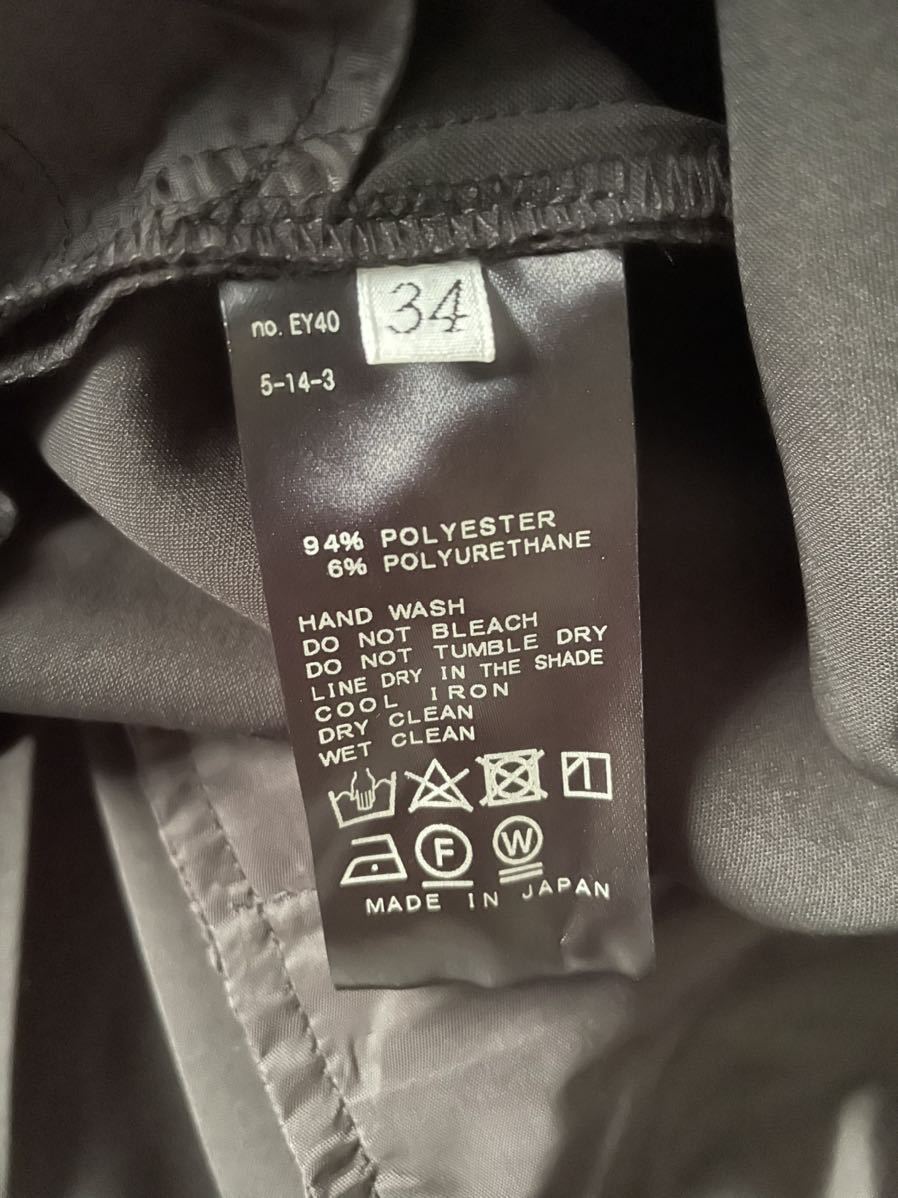 no. EY40
34
5-14-3
94% POLYESTER
6% POLYURETHANE
HAND WASH
DO NOT BLEACH
DO NOT TUMBLE DRY
LINE DRY IN THE SHADE
COOL IRON
DRY CLEAN
WET CLEAN
F
W
MADE IN JAPAN